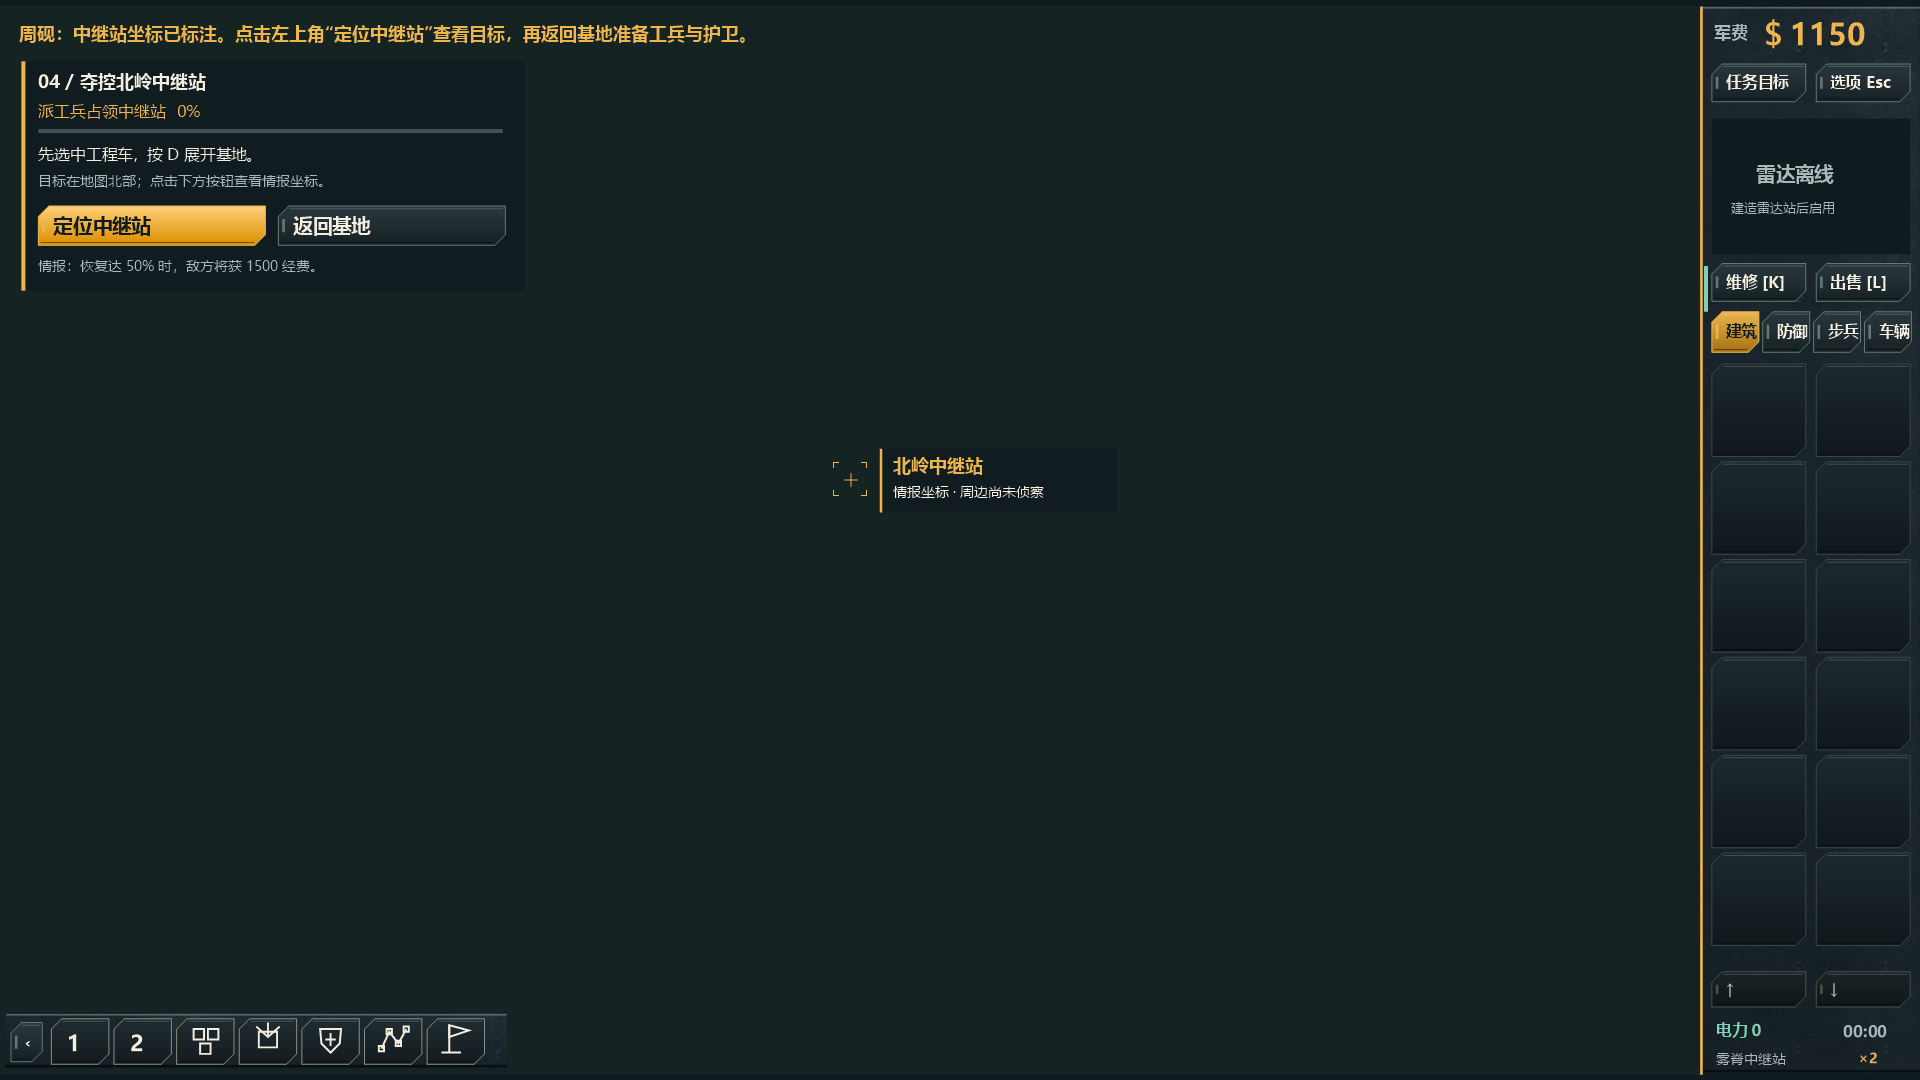 周砚：中继站坐标已标注。点击左上角“定位中继站”查看目标，再返回基地准备工兵与护卫。
04 / 夺控北岭中继站
派工兵占领中继站 0%
先选中工程车，按 D 展开基地。
目标在地图北部；点击下方按钮查看情报坐标。
定位中继站
返回基地
情报：恢复达 50% 时，敌方将获 1500 经费。
北岭中继站
情报坐标 · 周边尚未侦察
军费 $ 1150
任务目标
选项 Esc
雷达离线
建造雷达站后启用
维修 [K]
出售 [L]
建筑
防御
步兵
车辆
↑
↓
电力 0
00:00
雾脊中继站
×2
‹
1
2